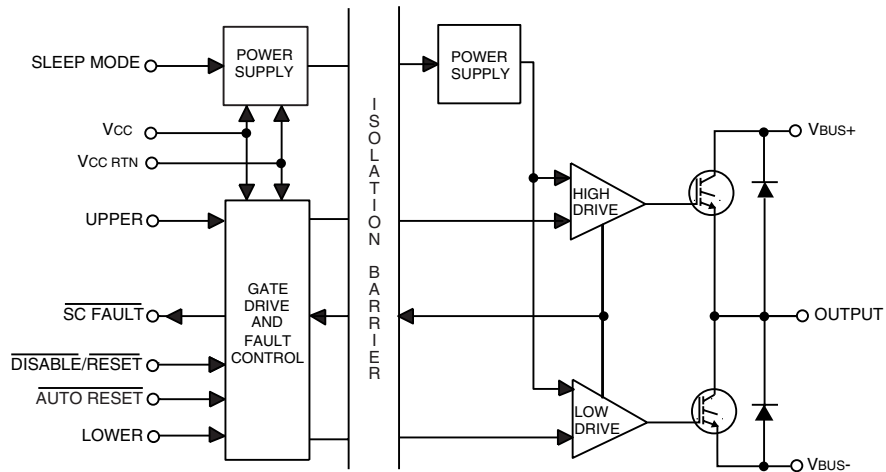 SLEEP MODE
POWER
SUPPLY
POWER
SUPPLY
VCC
VCC RTN
VBUS+
ISOLATION BARRIER
HIGH
DRIVE
UPPER
GATE
DRIVE
AND
FAULT
CONTROL
SC FAULT
OUTPUT
DISABLE/RESET
AUTO RESET
LOWER
LOW
DRIVE
VBUS-